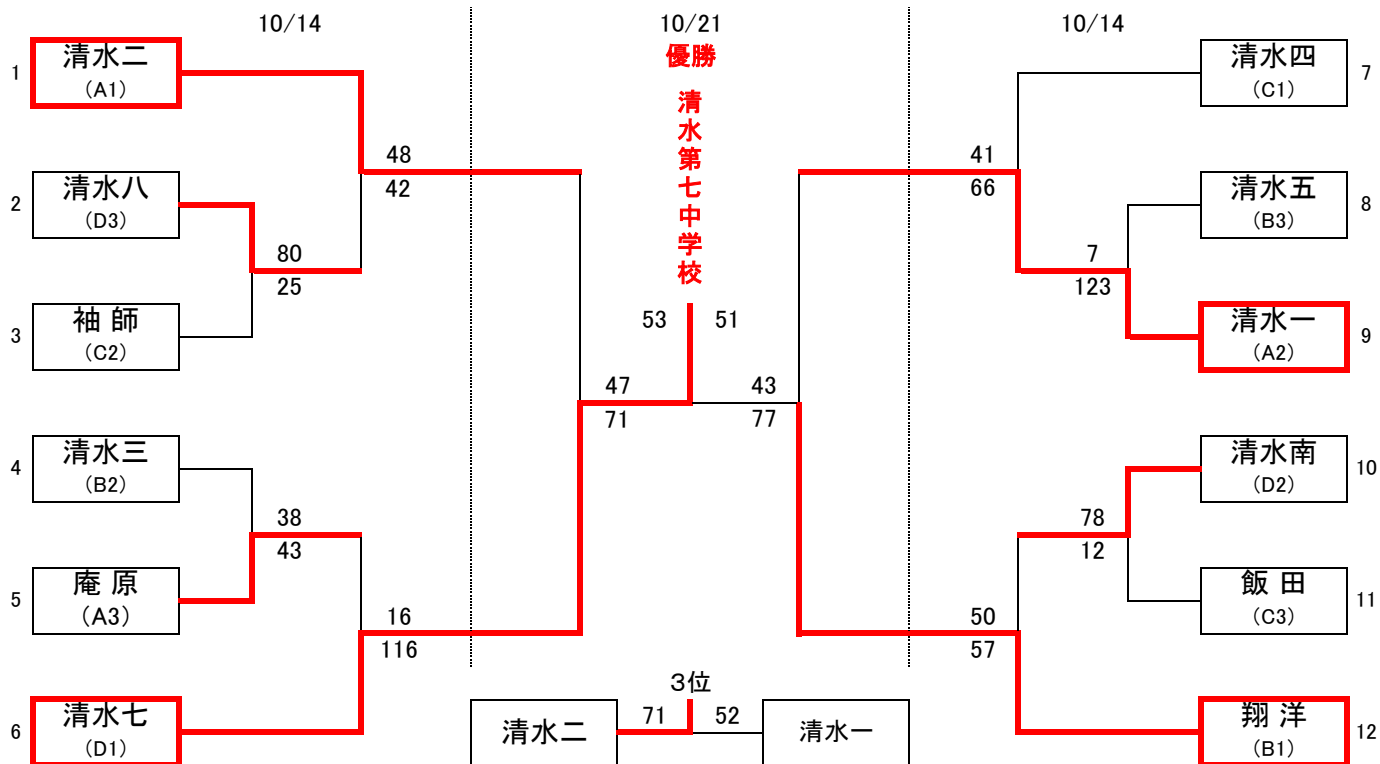 10/14
10/21
10/14
優勝
清水第七中学校
1
清水二
(A1)
2
清水八
(D3)
3
袖 師
(C2)
4
清水三
(B2)
5
庵 原
(A3)
6
清水七
(D1)
48
42
80
25
38
43
16
116
53
51
47
71
43
77
41
66
7
123
78
12
50
57
清水四
(C1)
7
清水五
(B3)
8
清水一
(A2)
9
清水南
(D2)
10
飯 田
(C3)
11
翔 洋
(B1)
12
3位
清水二
71
52
清水一